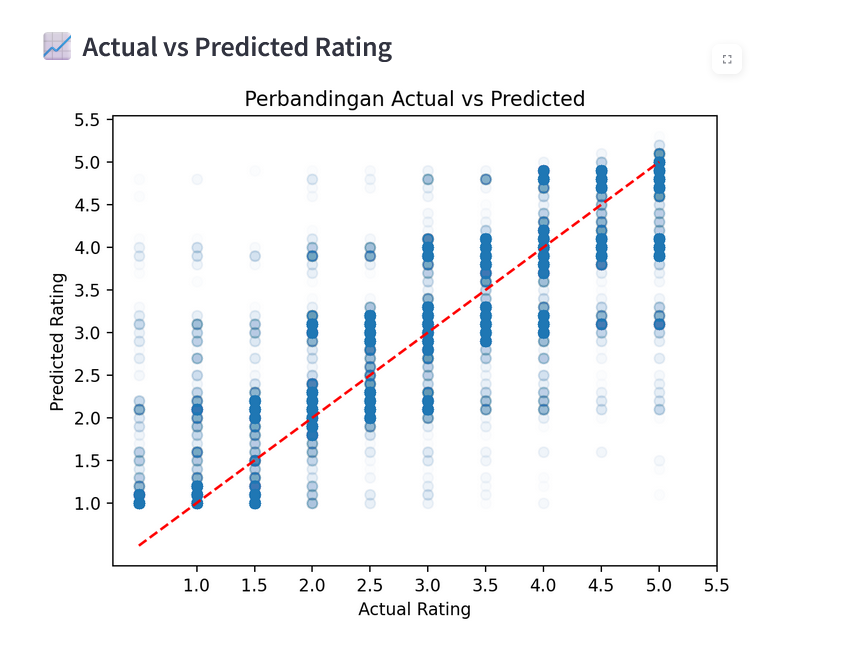 Actual vs Predicted Rating
Perbandingan Actual vs Predicted
5.5
5.0
4.5
4.0
3.5
3.0
2.5
2.0
1.5
1.0
Predicted Rating
1.0 1.5 2.0 2.5 3.0 3.5 4.0 4.5 5.0 5.5
Actual Rating